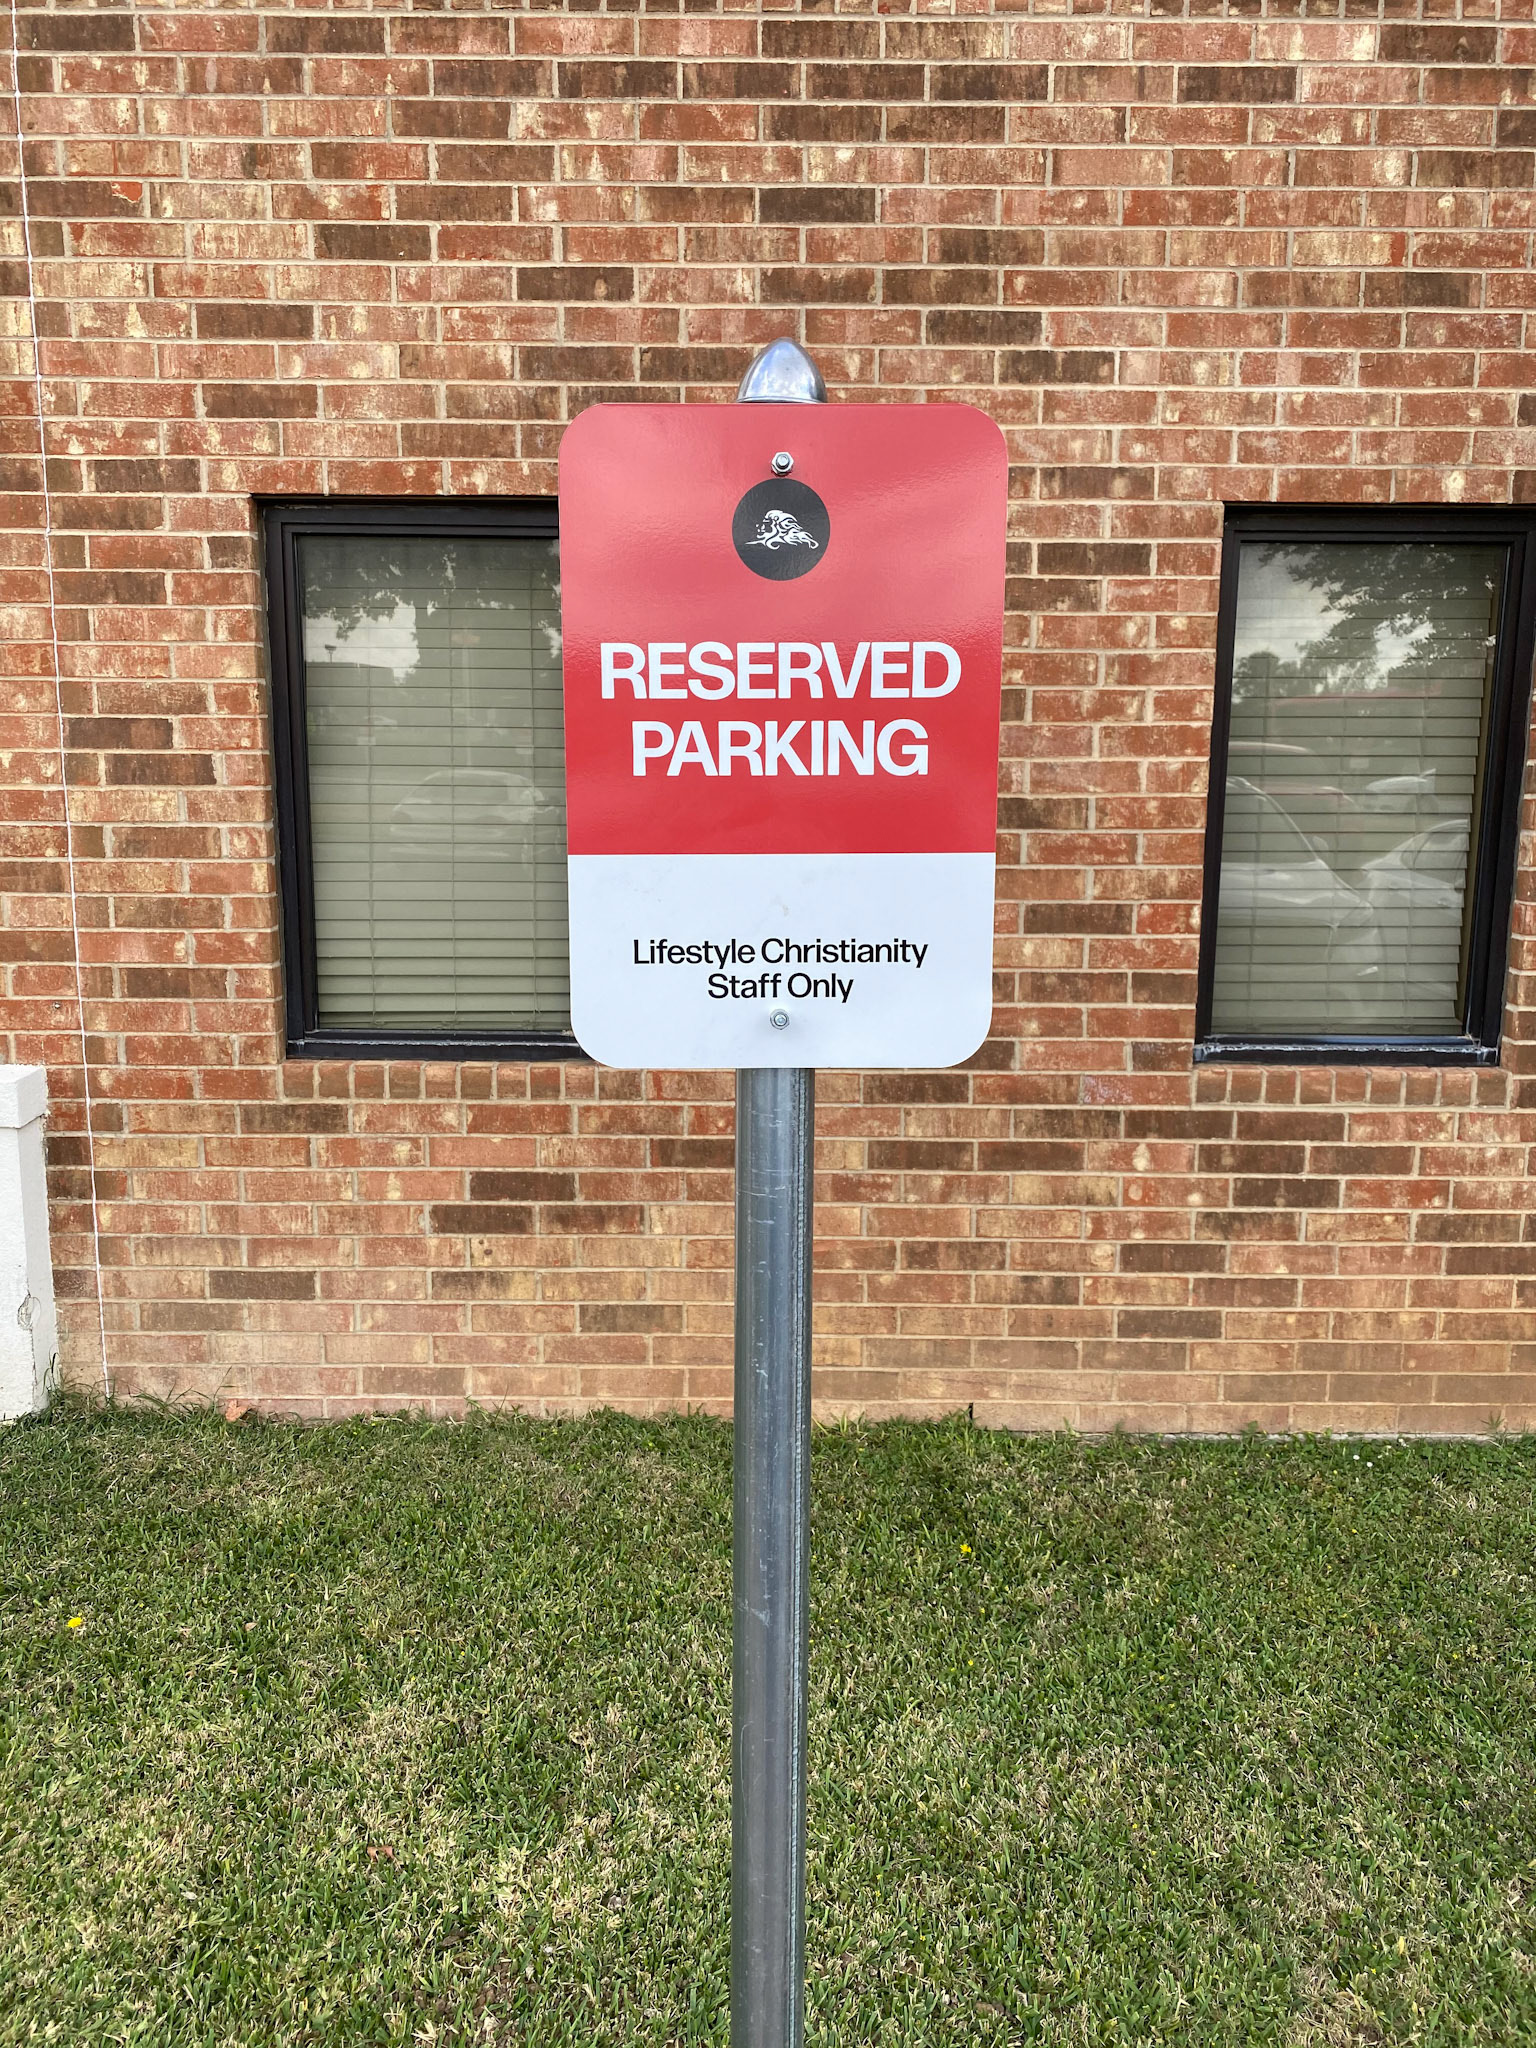 RESERVED
PARKING
Lifestyle Christianity
Staff Only